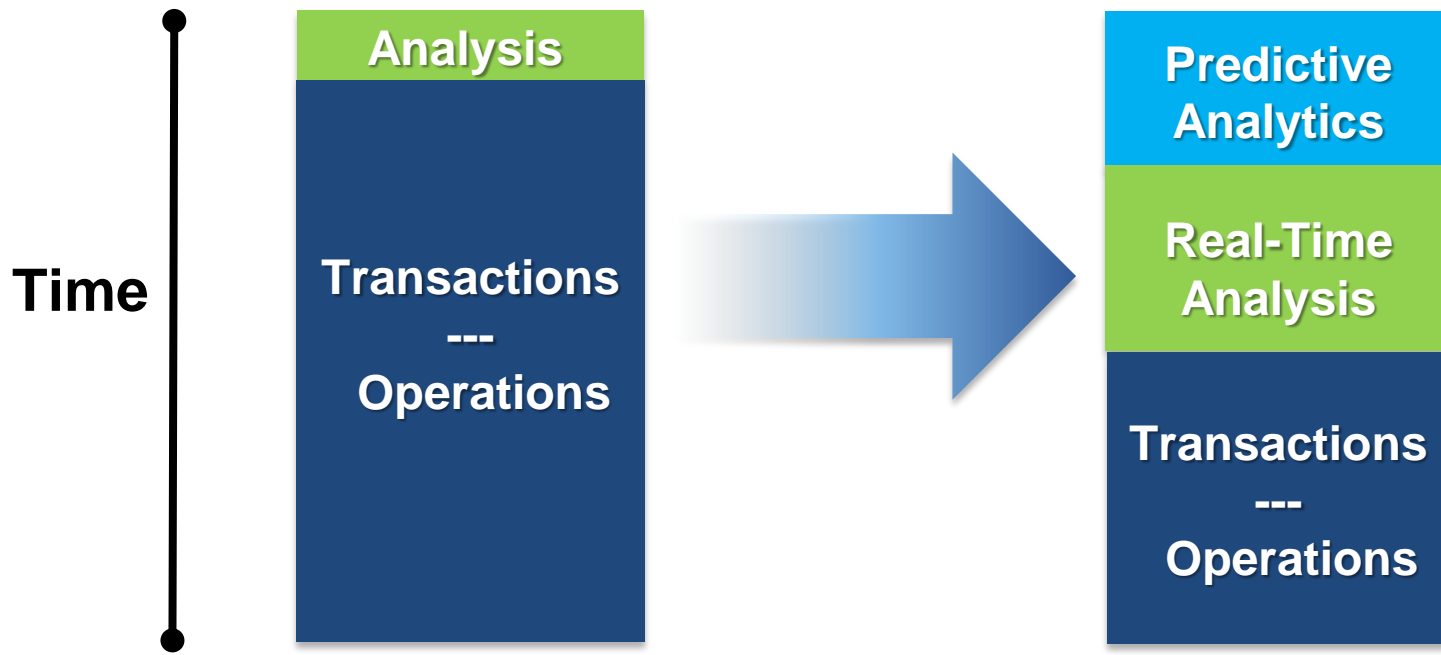 Time
Analysis
Transactions
---
Operations
Predictive
Analytics
Real-Time
Analysis
Transactions
---
Operations